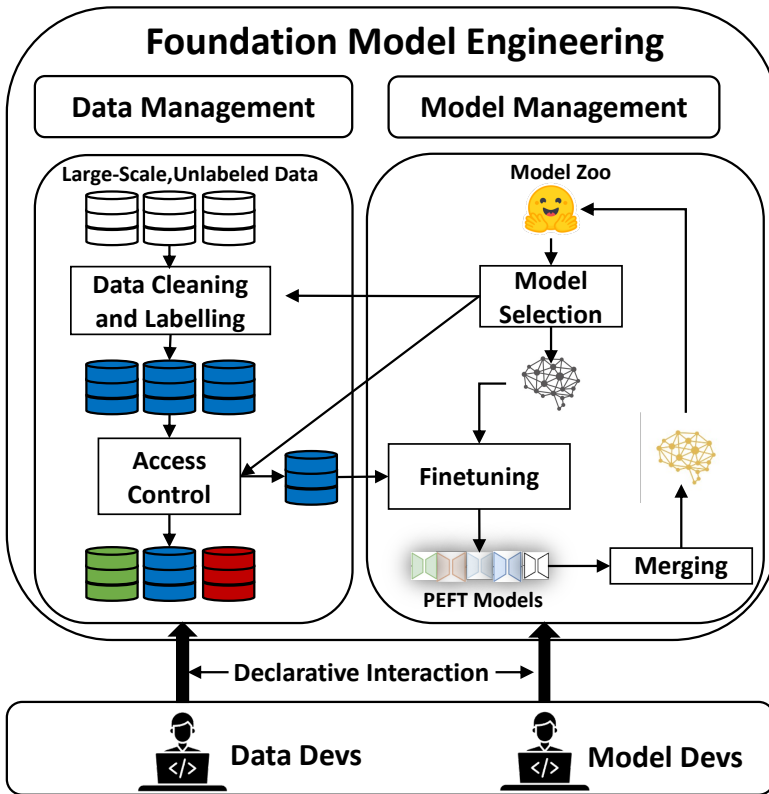 Foundation Model Engineering
Data Management
Model Management
Large-Scale,Unlabeled Data
Data Cleaning
and Labelling
Access
Control
Model Zoo
Model
Selection
Finetuning
PEFT Models
Merging
Declarative Interaction
</>
Data Devs
</>
Model Devs